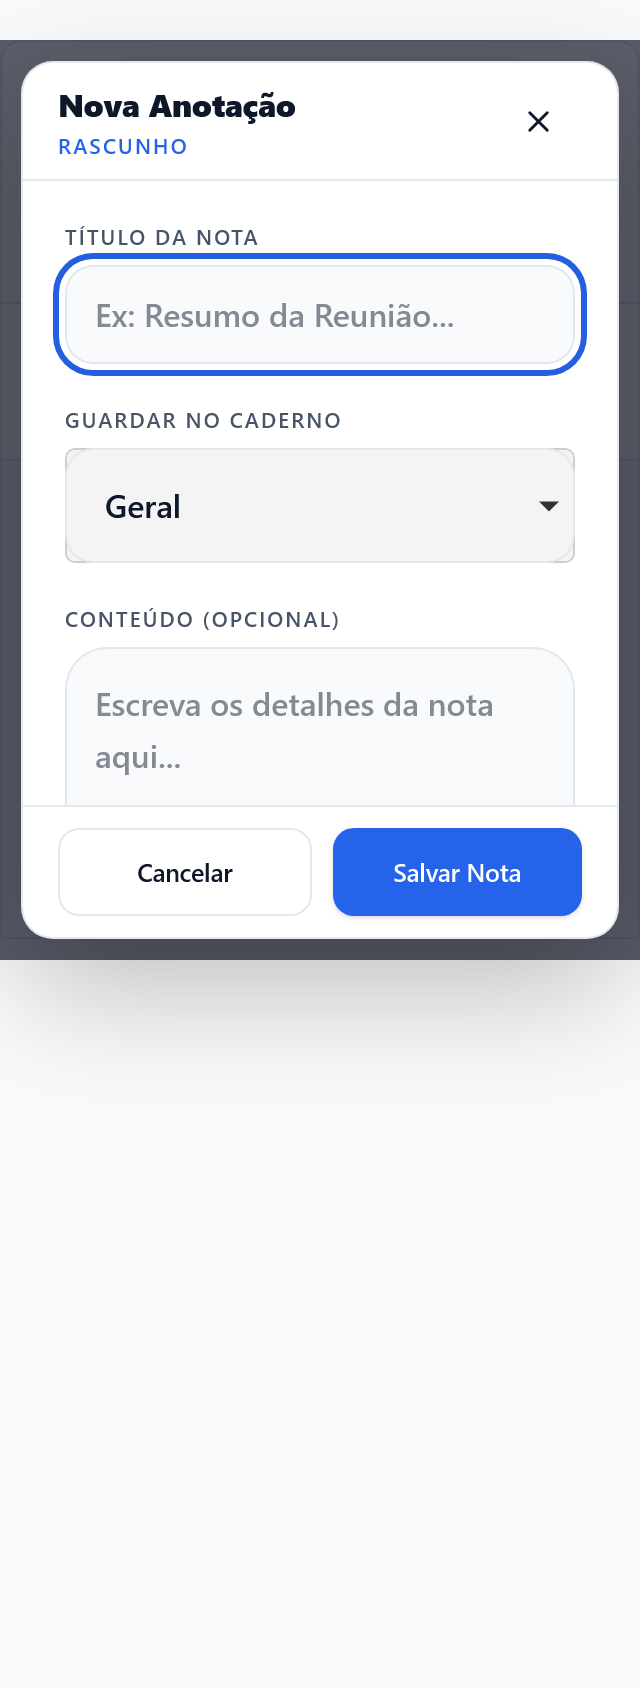 Nova Anotação
RASCUNHO
TÍTULO DA NOTA
Ex: Resumo da Reunião...
GUARDAR NO CADERNO
Geral
CONTEÚDO (OPCIONAL)
Escreva os detalhes da nota
aqui...
Cancelar
Salvar Nota